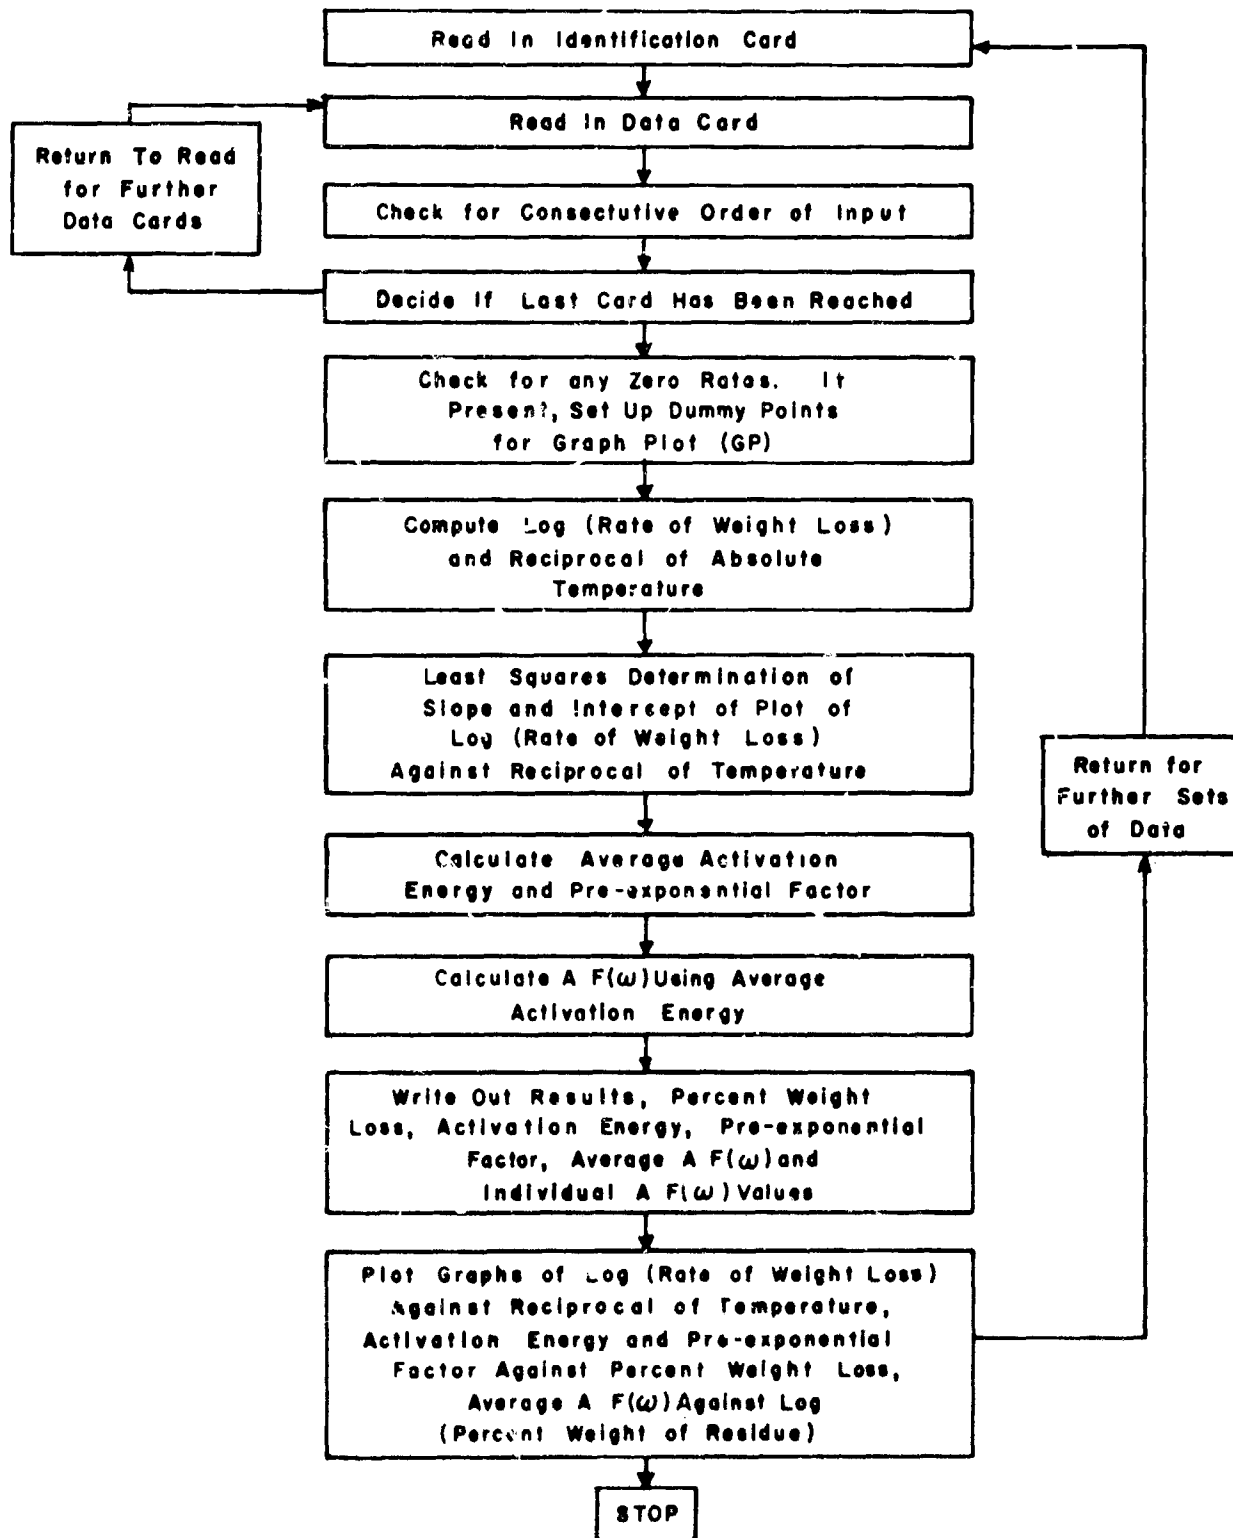 Read In Identification Card
Read In Data Card
Return To Read
for Further
Data Cards
Check for Consectutive Order of Input
Decide If Last Card Has Been Reached
Check for any Zero Ratas. It
Present, Set Up Dummy Points
for Graph Plot (GP)
Compute Log (Rate of Weight Loss)
and Reciprocal of Absolute
Temperature
Least Squares Determination of
Slope and Intercept of Plot of
Log (Rate of Weight Loss)
Against Reciprocal of Temperature
Return for
Further Sets
of Data
Calculate Average Activation
Energy and Pre-exponential Factor
Calculate A F(ω) Using Average
Activation Energy
Write Out Results, Percent Weight
Loss, Activation Energy, Pre-exponential
Factor, Average A F(ω) and
Individual A F(ω) Values
Plot Graphs of Log (Rate of Weight Loss)
Against Reciprocal of Temperature,
Activation Energy and Pre-exponential
Factor Against Percent Weight Loss,
Average A F(ω) Against Log
(Percent Weight of Residue)
STOP